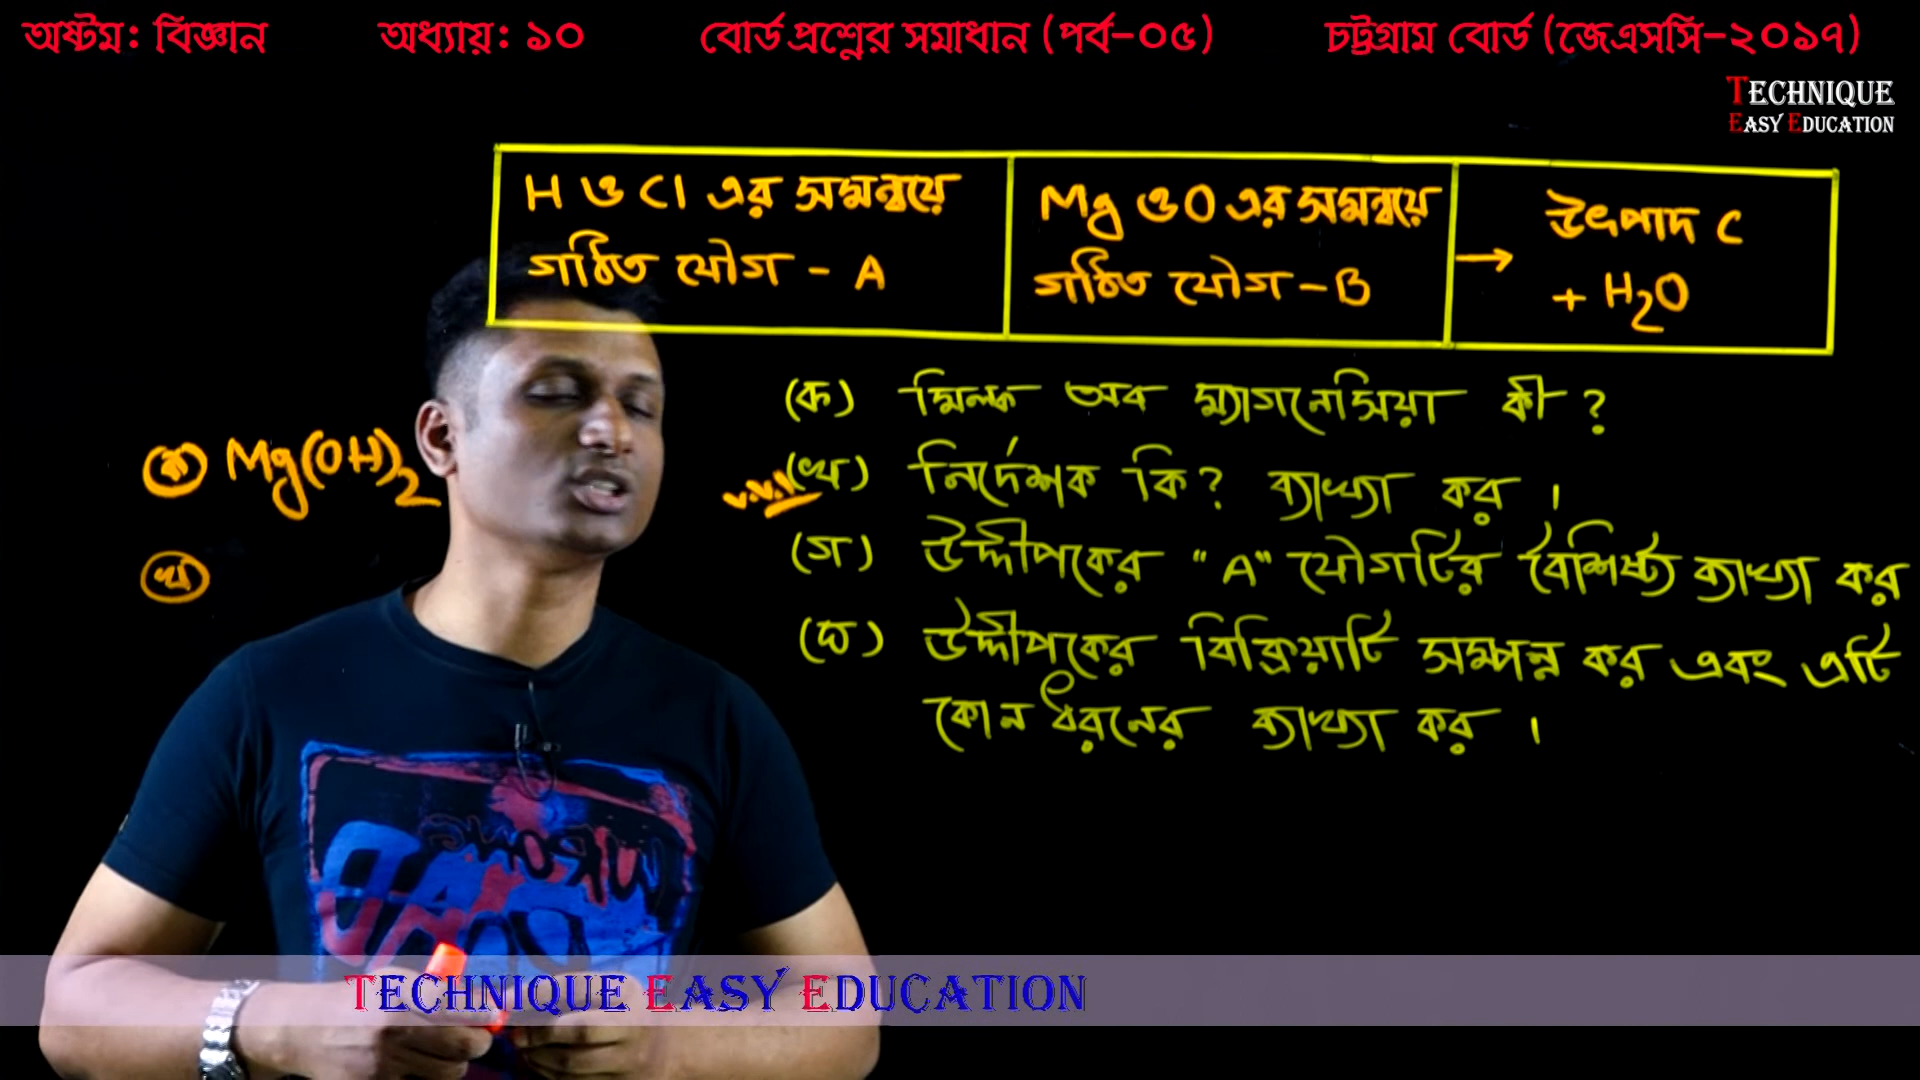 অষ্টম: বিজ্ঞান অধ্যায়: ১০ বোর্ড প্রশ্নের সমাধান (পর্ব-০৫) চট্টগ্রাম বোর্ড (জেএসসি-২০১৭)
TECHNIQUE
EASY EDUCATION
H ও Cl এর সমন্বয়ে
গঠিত যৌগ - A
Mg ও O এর সমন্বয়ে
গঠিত যৌগ - B
→ উৎপাদ C
+ H₂O
(ক) মিল্ক অব ম্যাগনেসিয়া কী ?
(খ) নির্দেশক কি? ব্যাখ্যা কর ।
(গ) উদ্দীপকের "A" যৌগটির বৈশিষ্ট্য ব্যাখ্যা কর
(ঘ) উদ্দীপকের বিক্রিয়াটি সম্পন্ন কর এবং এটি
কোন ধরনের ব্যাখ্যা কর ।
(ক) Mg(OH)₂
(খ)
TECHNIQUE EASY EDUCATION